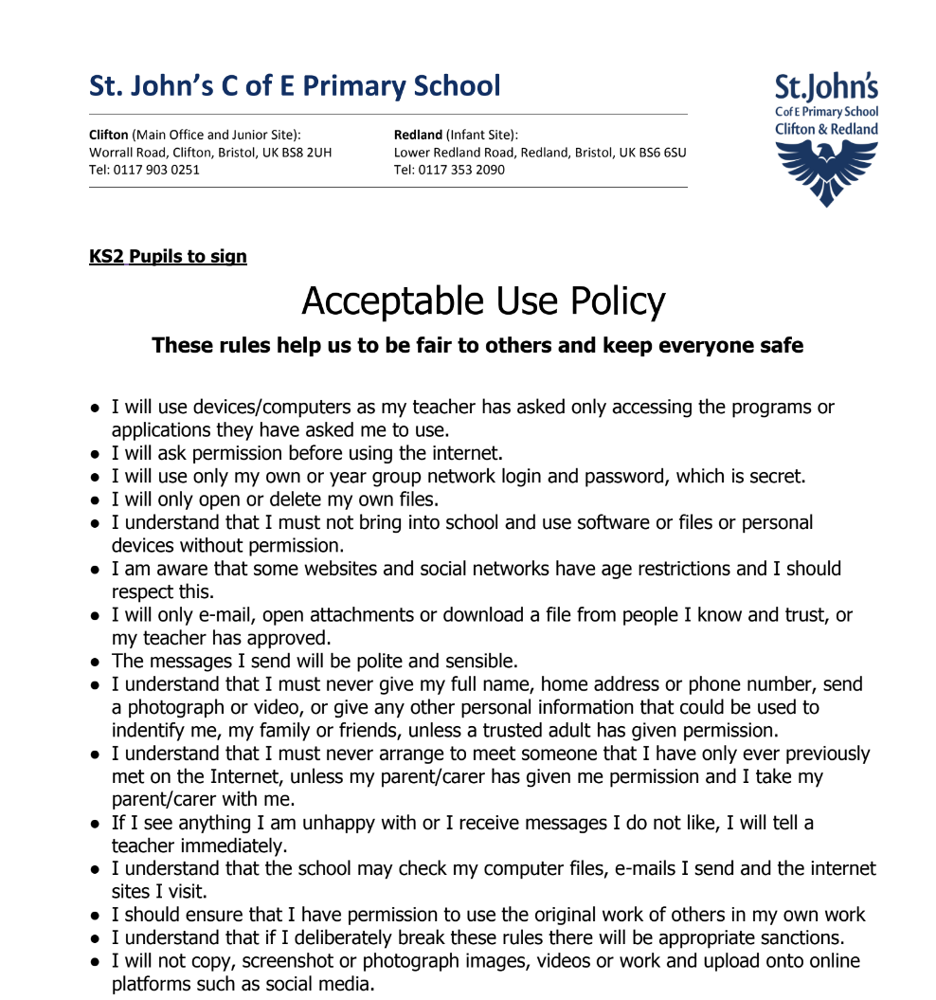 St. John's C of E Primary School
St.John's
C of E Primary School
Clifton & Redland
Clifton (Main Office and Junior Site):
Worrall Road, Clifton, Bristol, UK BS8 2UH
Tel: 0117 903 0251
Redland (Infant Site):
Lower Redland Road, Redland, Bristol, UK BS6 6SU
Tel: 0117 353 2090
KS2 Pupils to sign
Acceptable Use Policy
These rules help us to be fair to others and keep everyone safe
● I will use devices/computers as my teacher has asked only accessing the programs or
applications they have asked me to use.
● I will ask permission before using the internet.
● I will use only my own or year group network login and password, which is secret.
● I will only open or delete my own files.
● I understand that I must not bring into school and use software or files or personal
devices without permission.
● I am aware that some websites and social networks have age restrictions and I should
respect this.
● I will only e-mail, open attachments or download a file from people I know and trust, or
my teacher has approved.
● The messages I send will be polite and sensible.
● I understand that I must never give my full name, home address or phone number, send
a photograph or video, or give any other personal information that could be used to
indentify me, my family or friends, unless a trusted adult has given permission.
● I understand that I must never arrange to meet someone that I have only ever previously
met on the Internet, unless my parent/carer has given me permission and I take my
parent/carer with me.
● If I see anything I am unhappy with or I receive messages I do not like, I will tell a
teacher immediately.
● I understand that the school may check my computer files, e-mails I send and the internet
sites I visit.
● I should ensure that I have permission to use the original work of others in my own work
● I understand that if I deliberately break these rules there will be appropriate sanctions.
● I will not copy, screenshot or photograph images, videos or work and upload onto online
platforms such as social media.